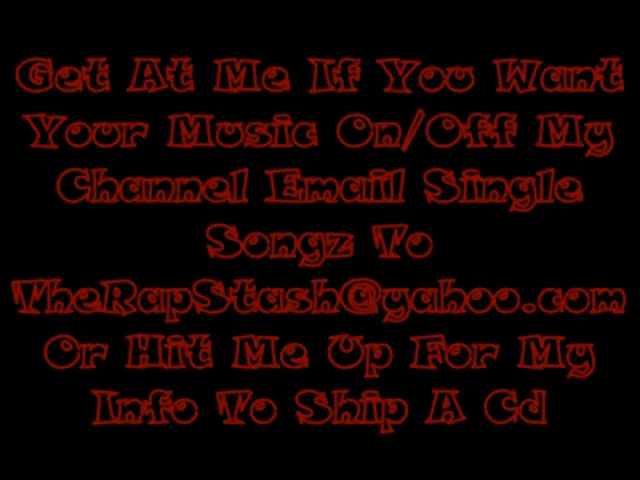 Get At Me If You Want
Your Music On/Off My
Channel Email Single
Songz To
TheRapStash@yahoo.com
Or Hit Me Up For My
Info To Ship A Cd